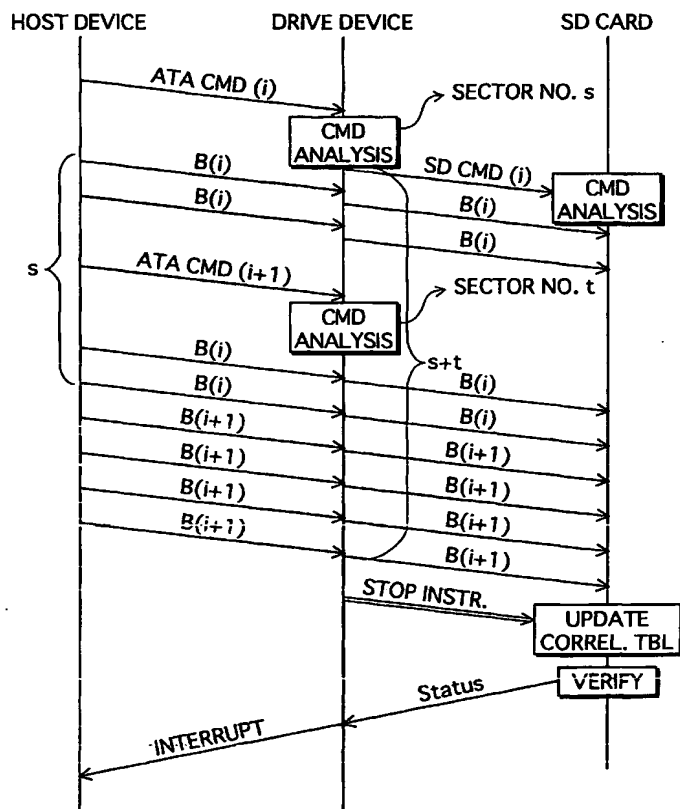 HOST DEVICE DRIVE DEVICE SD CARD
ATA CMD (i)
SECTOR NO. s
CMD
ANALYSIS
B(i)
SD CMD (i)
CMD
ANALYSIS
B(i)
B(i)
B(i)
s
ATA CMD (i+1)
SECTOR NO. t
CMD
ANALYSIS
s+t
B(i) B(i)
B(i) B(i)
B(i+1) B(i+1)
B(i+1) B(i+1)
B(i+1) B(i+1)
B(i+1) B(i+1)
STOP INSTR.
UPDATE
CORREL. TBL
VERIFY
Status
INTERRUPT